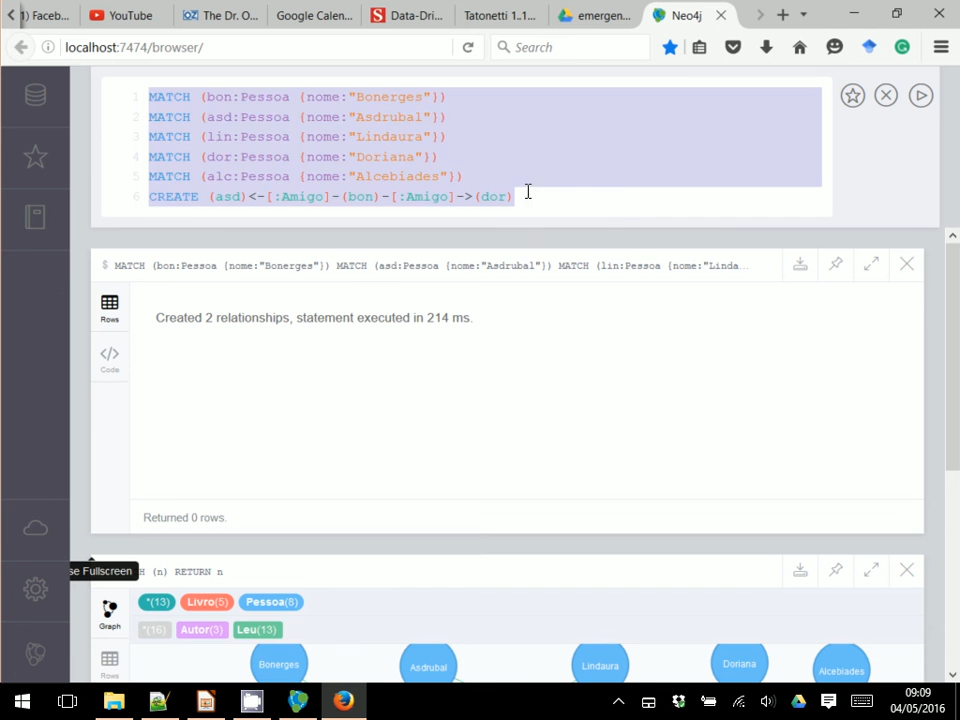 1) Faceb...
YouTube
The Dr. O...
Google Calen...
Data-Dri...
Tatonetti 1.1...
emergen...
Neo4j
localhost:7474/browser/
Search
1 MATCH (bon:Pessoa {nome:"Bonerges"})
2 MATCH (asd:Pessoa {nome:"Asdrubal"})
3 MATCH (lin:Pessoa {nome:"Lindaura"})
4 MATCH (dor:Pessoa {nome:"Doriana"})
5 MATCH (alc:Pessoa {nome:"Alcebiades"})
6 CREATE (asd)<-[:Amigo]-(bon)-[:Amigo]->(dor)
$ MATCH (bon:Pessoa {nome:"Bonerges"}) MATCH (asd:Pessoa {nome:"Asdrubal"}) MATCH (lin:Pessoa {nome:"Linda...
Rows
Created 2 relationships, statement executed in 214 ms.
Code
Returned 0 rows.
se Fullscreen
H (n) RETURN n
Graph
*(13) Livro(5) Pessoa(8)
*(16) Autor(3) Leu(13)
Rows
Bonerges
Asdrubal
Lindaura
Doriana
Alcebiades
09:09
04/05/2016